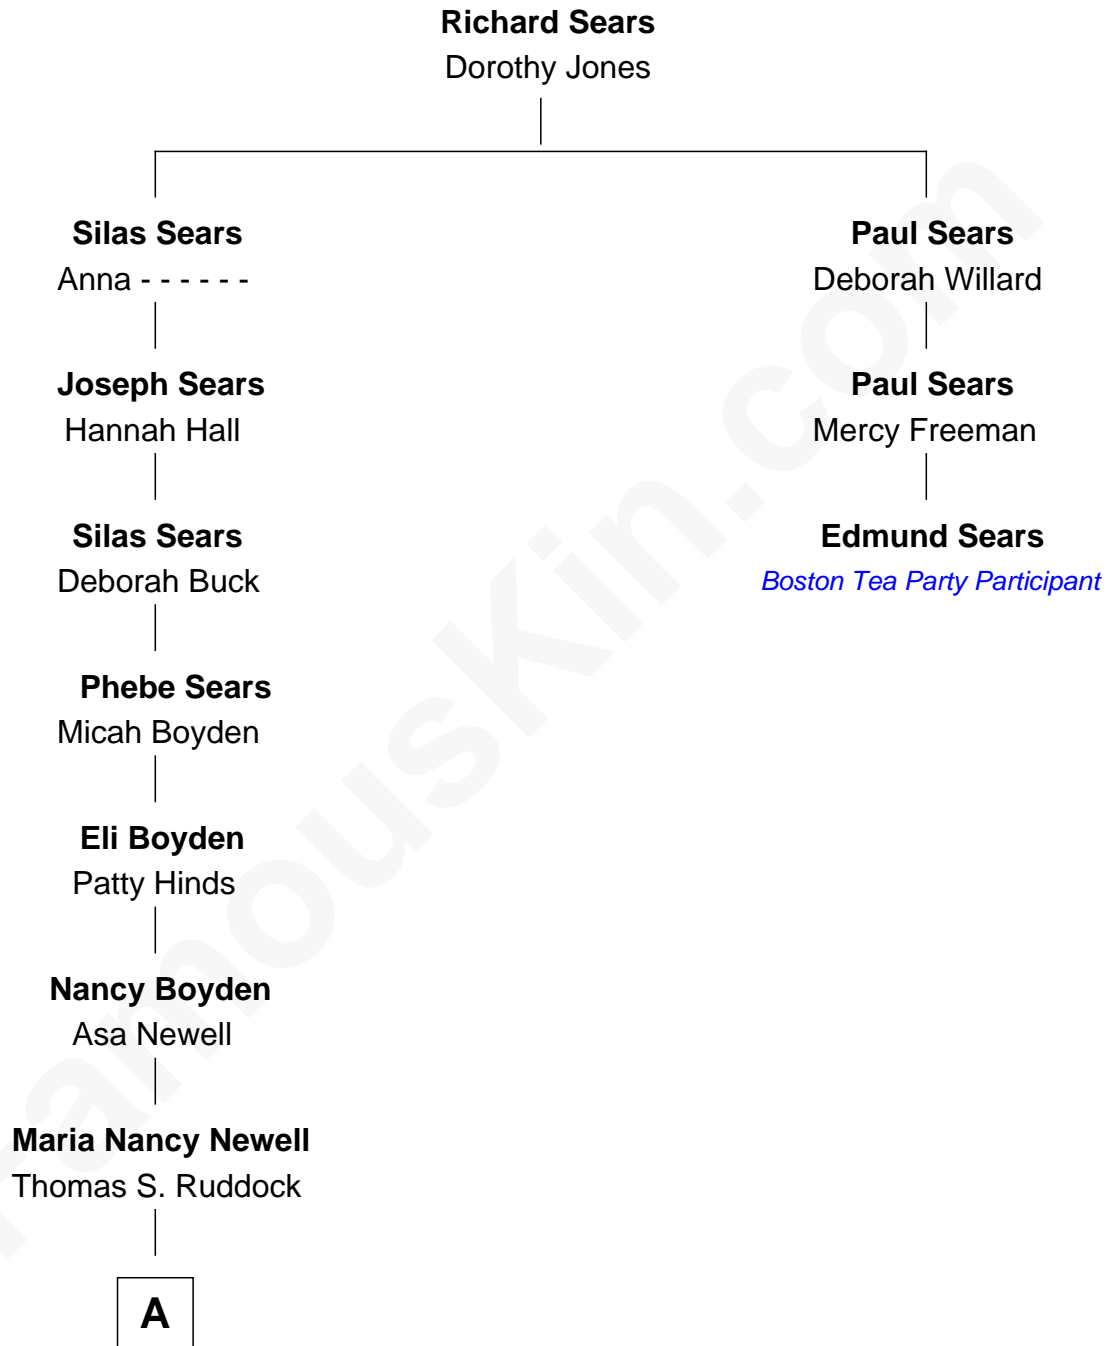 Richard Sears
Dorothy Jones
Silas Sears
Anna - - - - - -
Paul Sears
Deborah Willard
Joseph Sears
Hannah Hall
Paul Sears
Mercy Freeman
Silas Sears
Deborah Buck
Edmund Sears
Boston Tea Party Participant
Phebe Sears
Micah Boyden
Eli Boyden
Patty Hinds
Nancy Boyden
Asa Newell
Maria Nancy Newell
Thomas S. Ruddock
A
FamousKin.com